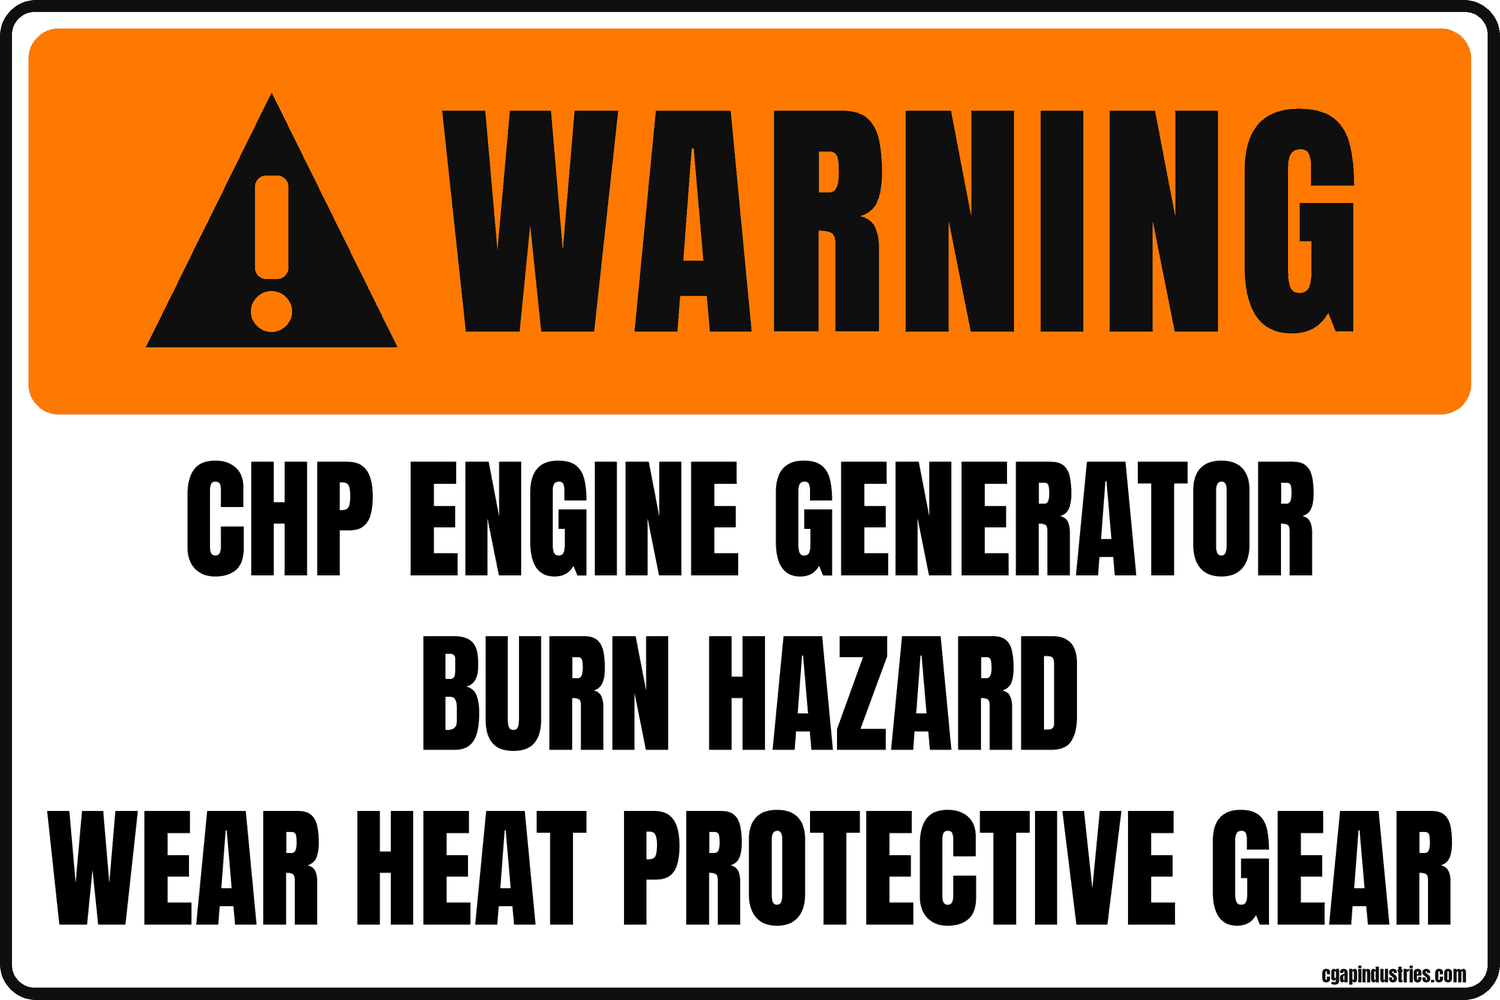 WARNING
CHP ENGINE GENERATOR
BURN HAZARD
WEAR HEAT PROTECTIVE GEAR
cgapindustries.com